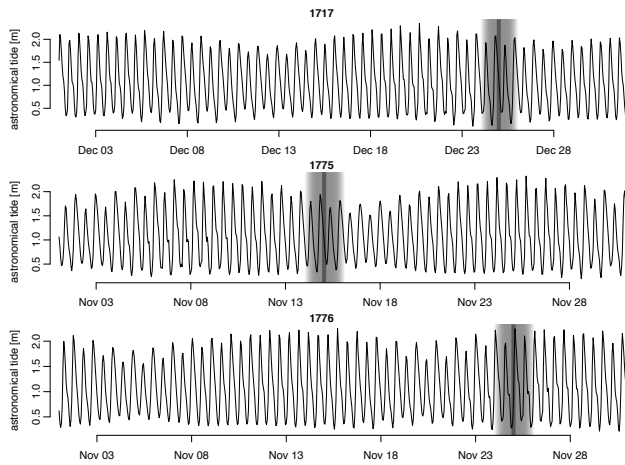 1717
astronomical tide [m]
0.5 1.0 1.5 2.0
Dec 03 Dec 08 Dec 13 Dec 18 Dec 23 Dec 28
1775
astronomical tide [m]
0.5 1.0 1.5 2.0
Nov 03 Nov 08 Nov 13 Nov 18 Nov 23 Nov 28
1776
astronomical tide [m]
0.5 1.0 1.5 2.0
Nov 03 Nov 08 Nov 13 Nov 18 Nov 23 Nov 28